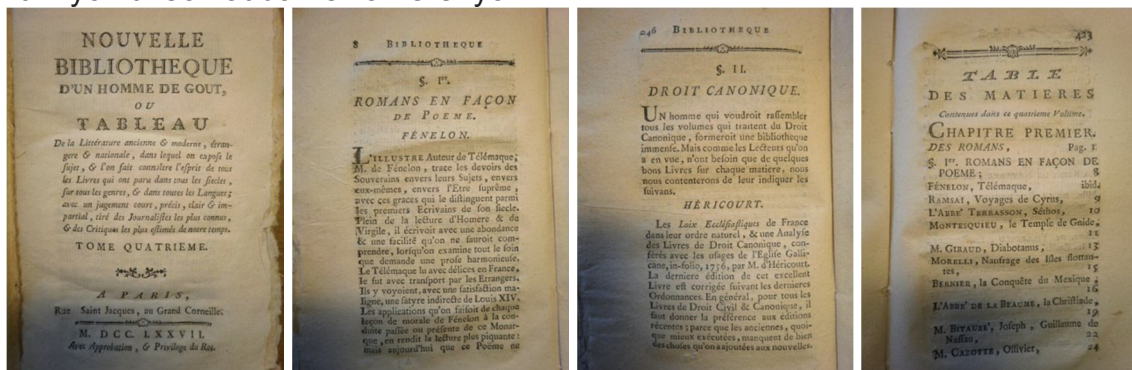 NOUVELLE
BIBLIOTHEQUE
D'UN HOMME DE GOUT,
OU
TABLEAU
De la Littérature ancienne & moderne, étran-
gere & nationale, dans lequel on expose le
sujet, & l'on fait connoître l'esprit de tous
les Livres qui ont paru dans tous les siecles,
sur tous les genres, & dans toutes les Langues;
avec un jugement court, précis, clair & im-
partial, tiré des Journalistes les plus connus,
& des Critiques les plus estimés de notre temps.
TOME QUATRIEME.
A PARIS,
Rue Saint Jacques, au Grand Corneille.
M. DCC. LXXVII.
Avec Approbation, & Privilege du Roi.
8 BIBLIOTHEQUE
§. Ier.
ROMANS EN FAÇON
DE POEME.
FÉNELON.
L'ILLUSTRE Auteur de Télémaque,
M. de Fénelon, trace les devoirs des
Souverains envers leurs Sujets, envers
eux-mêmes, envers l'Etre suprême,
avec ces graces qui le distinguent parmi
les premiers Ecrivains de son siecle.
Plein de la lecture d'Homere & de
Virgile, il écrivoit avec une abondance
& une facilité qu'on ne sauroit com-
prendre, lorsqu'on examine tout le soin
que demande une prose harmonieuse.
Le Télémaque lu avec délices en France,
le fut avec transport par les Etrangers.
Ils y voyoient, avec une satisfaction ma-
ligne, une satyre indirecte de Louis XIV.
Les applications qu'on faisoit de chaque
leçon de morale de Fénelon à la con-
duite passée ou présente de ce Monar-
que, en rendit la lecture plus piquante:
mais aujourd'hui que ce Poëme ne
246 BIBLIOTHEQUE
§. II.
DROIT CANONIQUE.
UN homme qui voudroit rassembler
tous les volumes qui traitent du Droit
Canonique, formeroit une bibliotheque
immense. Mais comme les Lecteurs qu'on
a en vue, n'ont besoin que de quelques
bons Livres sur chaque matiere, nous
nous contenterons de leur indiquer les
suivans.
HÉRICOURT.
Les Loix Ecclésiastiques de France
dans leur ordre naturel, & une Analyse
des Livres de Droit Canonique, con-
férés avec les usages de l'Eglise Galli-
cane, in-folio, 1756, par M. d'Héricourt.
La derniere édition de cet excellent
Livre est corrigée suivant les dernieres
Ordonnances. En général, pour tous les
Livres de Droit Civil & Canonique, il
faut donner la préférence aux éditions
récentes; parce que les anciennes, quoi-
que mieux exécutées, manquent de bien
des choses qu'on a ajoutées aux nouvelles.
423
TABLE
DES MATIERES
Contenues dans ce quatrieme Volume.
CHAPITRE PREMIER.
DES ROMANS, Pag. 1
§. Ier. ROMANS EN FAÇON DE
POEME; 8
FÉNELON, Télémaque, ibid.
RAMSAI, Voyages de Cyrus, 9
L'ABBÉ TERRASSON, Séthos, 10
MONTESQUIEU, le Temple de Gnide,
11
M. GIRAUD, Diabotanus, 13
MORELLI, Naufrage des Isles flottan-
tes, 15
BERNIER, la Conquête du Mexique,
16
L'ABBÉ DE LA BEAUME, la Christiade,
19
M. BITAUBÉ, Joseph, Guillaume de
Nassau, 22
M. CAZOTTE, Ollivier, 24